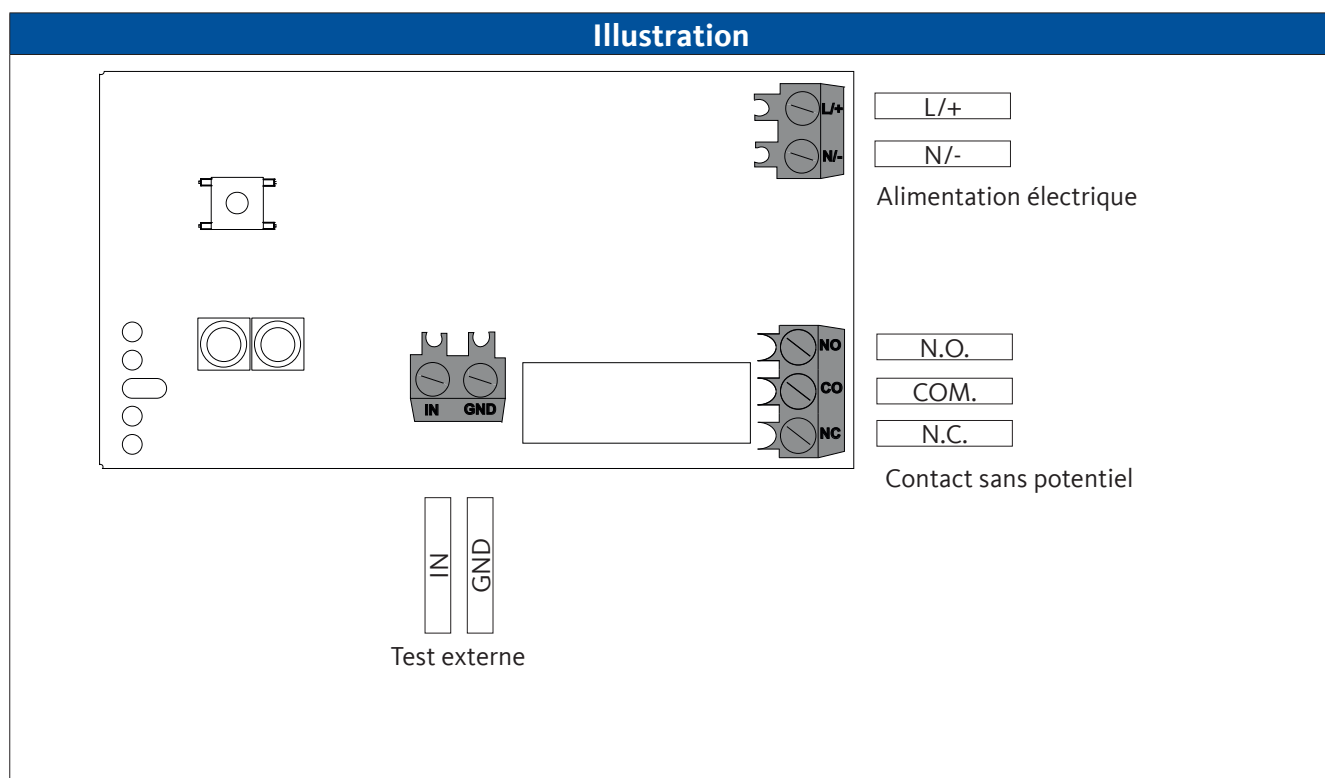 Illustration
L/+
L/+
N/-
N/-
Alimentation électrique
NO
N.O.
CO
COM.
NC
N.C.
Contact sans potentiel
IN
GND
IN
GND
Test externe